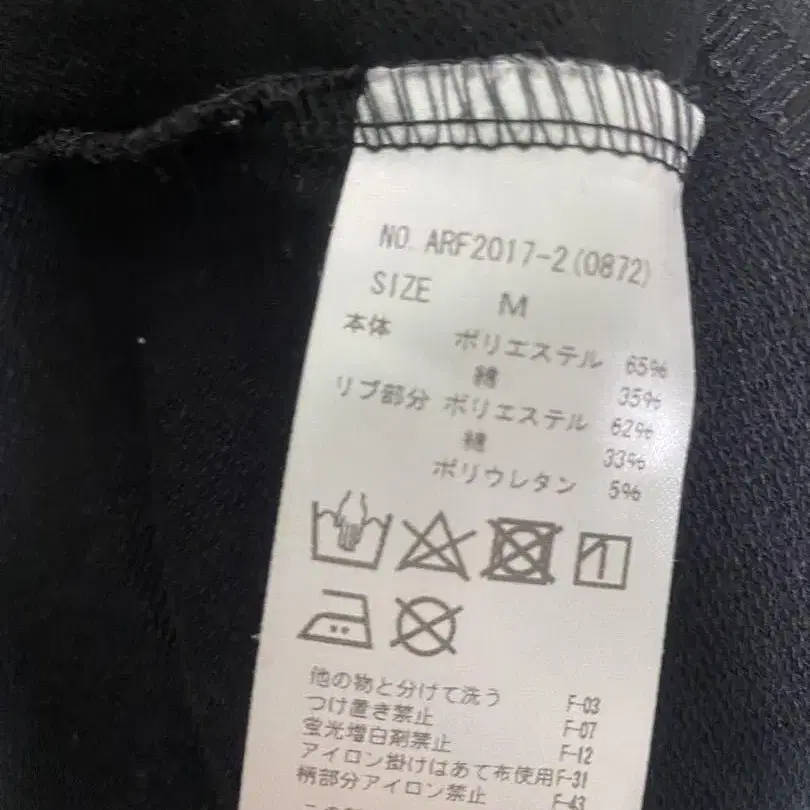 NO. ARF2017-2(0872)
SIZE M
本体 ポリエステル 65%
綿 35%
リブ部分 ポリエステル 62%
綿 33%
ポリウレタン 5%
他の物と分けて洗う F-03
つけ置き禁止 F-07
蛍光増白剤禁止 F-12
アイロン掛けはあて布使用 F-31
柄部分アイロン禁止 F-43